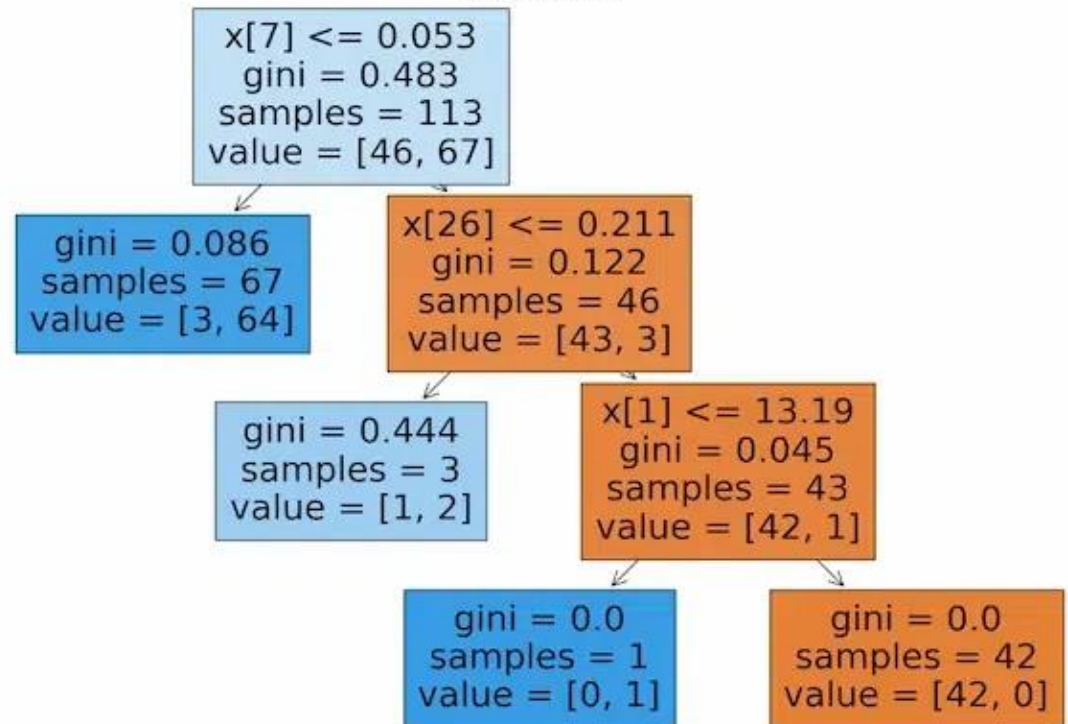 x[7] <= 0.053
gini = 0.483
samples = 113
value = [46, 67]
gini = 0.086
samples = 67
value = [3, 64]
x[26] <= 0.211
gini = 0.122
samples = 46
value = [43, 3]
gini = 0.444
samples = 3
value = [1, 2]
x[1] <= 13.19
gini = 0.045
samples = 43
value = [42, 1]
gini = 0.0
samples = 1
value = [0, 1]
gini = 0.0
samples = 42
value = [42, 0]